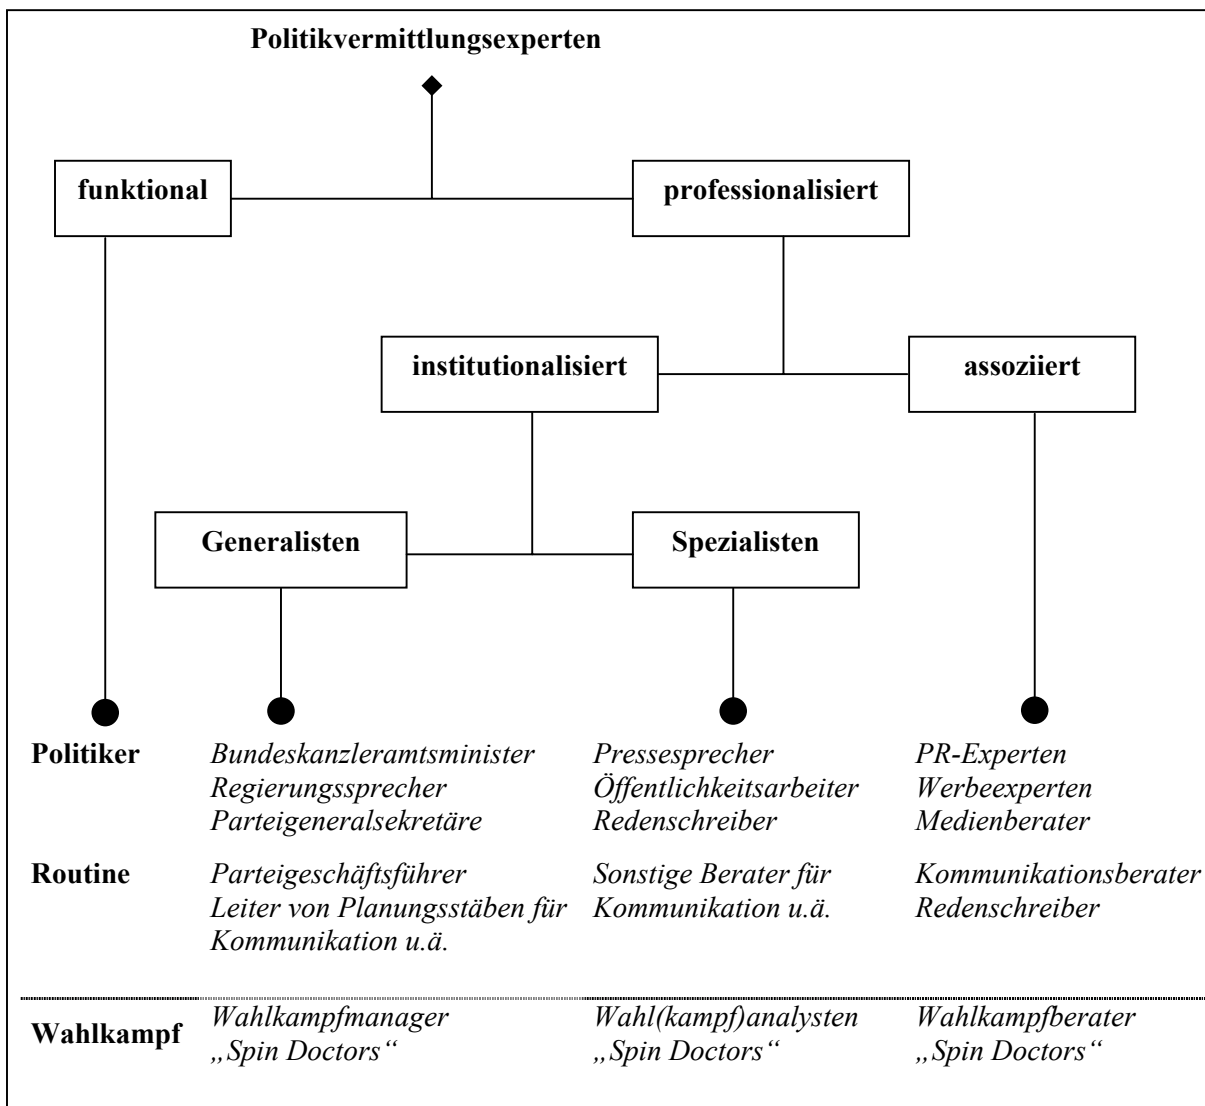 Politikvermittlungsexperten
funktional
professionalisiert
institutionalisiert
assoziiert
Generalisten
Spezialisten
Politiker
Bundeskanzleramtsminister
Regierungssprecher
Parteigeneralsekretäre
Pressesprecher
Öffentlichkeitsarbeiter
Redenschreiber
PR-Experten
Werbeexperten
Medienberater
Routine
Parteigeschäftsführer
Leiter von Planungsstäben für
Kommunikation u.ä.
Sonstige Berater für
Kommunikation u.ä.
Kommunikationsberater
Redenschreiber
Wahlkampf
Wahlkampfmanager
„Spin Doctors“
Wahl(kampf)analysten
„Spin Doctors“
Wahlkampfberater
„Spin Doctors“